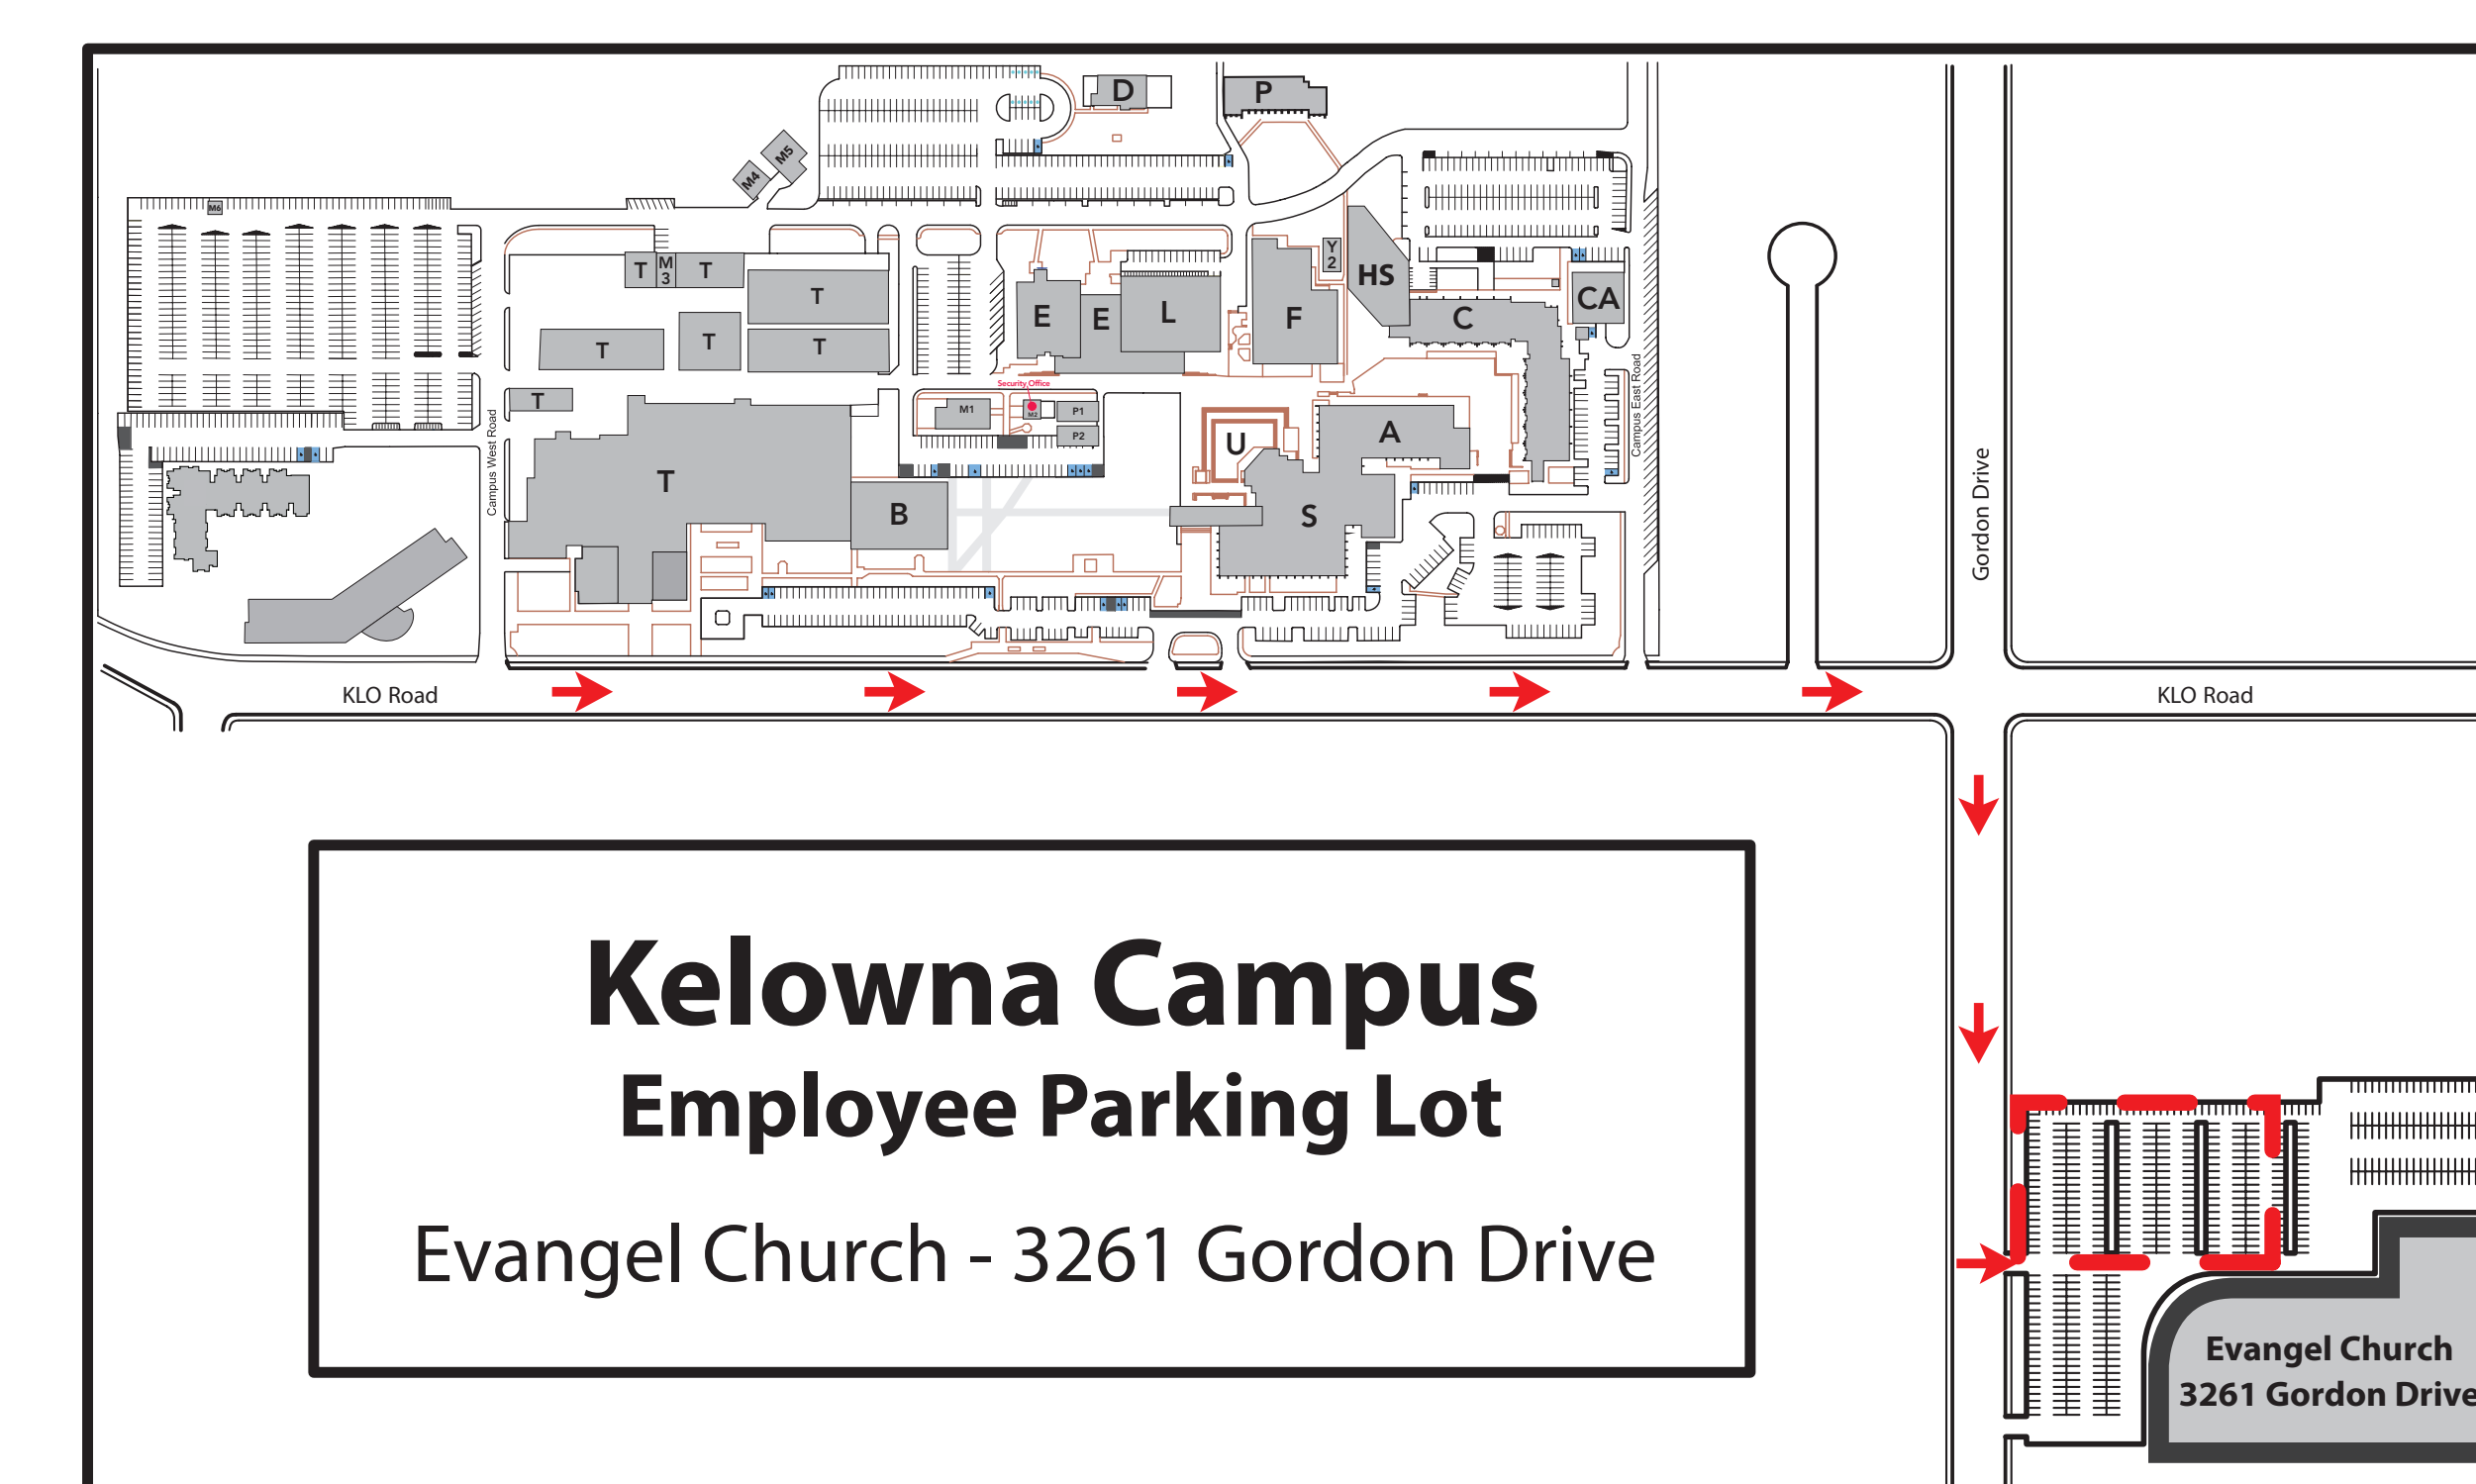 D
P
M5
M4
M6
Y
2
HS
T
M
3
T
T
CA
E
E
L
F
C
T
T
T
Security Office
T
M1
M2
P1
P2
Campus West Road
Campus East Road
A
U
T
B
S
Gordon Drive
KLO Road
KLO Road
Kelowna Campus
Employee Parking Lot
Evangel Church - 3261 Gordon Drive
Evangel Church
3261 Gordon Drive